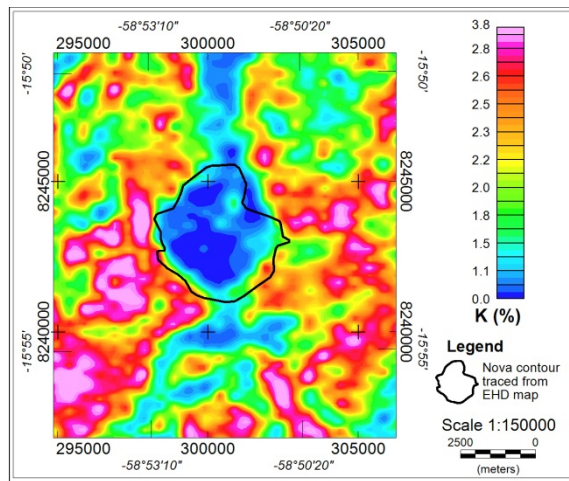 -58°53'10" -58°50'20"
295000 300000 305000
-15°50'
-15°50'
8245000
8245000
8240000
8240000
-15°55'
-15°55'
295000 300000 305000
-58°53'10" -58°50'20"
3.8
2.8
2.6
2.5
2.3
2.2
2.0
1.8
1.5
1.1
0.0
K (%)
Legend
Nova contour
traced from
EHD map
Scale 1:150000
2500 0
(meters)